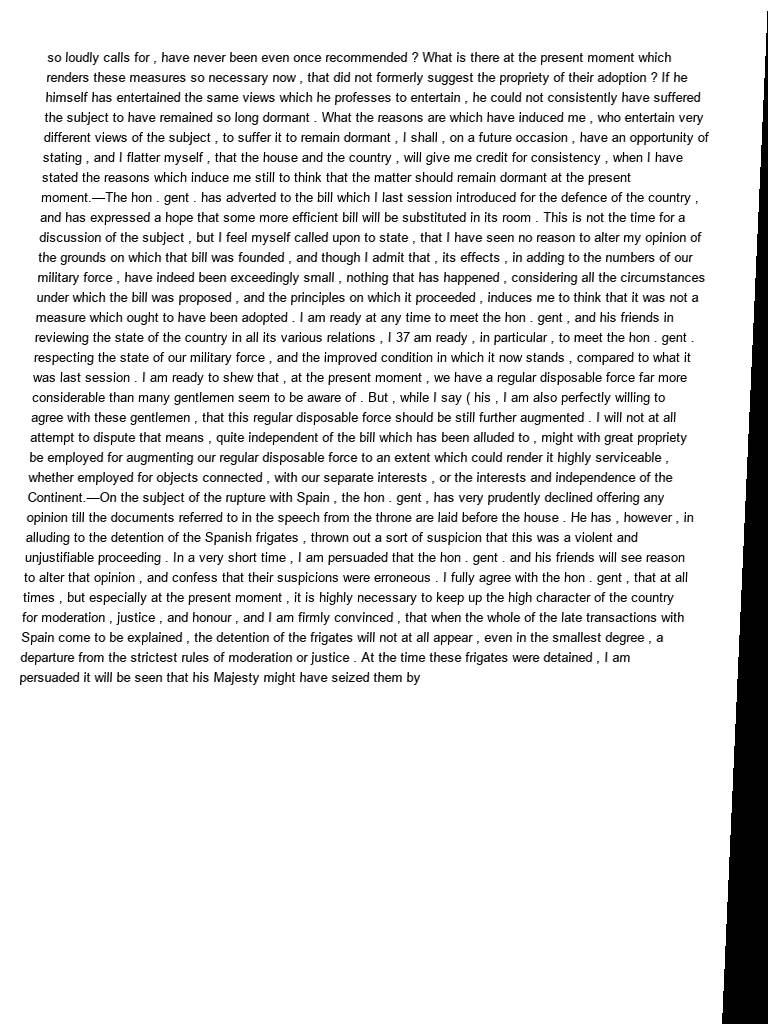 so loudly calls for , have never been even once recommended ? What is there at the present moment which
renders these measures so necessary now , that did not formerly suggest the propriety of their adoption ? If he
himself has entertained the same views which he professes to entertain , he could not consistently have suffered
the subject to have remained so long dormant . What the reasons are which have induced me , who entertain very
different views of the subject , to suffer it to remain dormant , I shall , on a future occasion , have an opportunity of
stating , and I flatter myself , that the house and the country , will give me credit for consistency , when I have
stated the reasons which induce me still to think that the matter should remain dormant at the present
moment.—The hon . gent . has adverted to the bill which I last session introduced for the defence of the country ,
and has expressed a hope that some more efficient bill will be substituted in its room . This is not the time for a
discussion of the subject , but I feel myself called upon to state , that I have seen no reason to alter my opinion of
the grounds on which that bill was founded , and though I admit that , its effects , in adding to the numbers of our
military force , have indeed been exceedingly small , nothing that has happened , considering all the circumstances
under which the bill was proposed , and the principles on which it proceeded , induces me to think that it was not a
measure which ought to have been adopted . I am ready at any time to meet the hon . gent , and his friends in
reviewing the state of the country in all its various relations , I 37 am ready , in particular , to meet the hon . gent .
respecting the state of our military force , and the improved condition in which it now stands , compared to what it
was last session . I am ready to shew that , at the present moment , we have a regular disposable force far more
considerable than many gentlemen seem to be aware of . But , while I say ( his , I am also perfectly willing to
agree with these gentlemen , that this regular disposable force should be still further augmented . I will not at all
attempt to dispute that means , quite independent of the bill which has been alluded to , might with great propriety
be employed for augmenting our regular disposable force to an extent which could render it highly serviceable ,
whether employed for objects connected , with our separate interests , or the interests and independence of the
Continent.—On the subject of the rupture with Spain , the hon . gent , has very prudently declined offering any
opinion till the documents referred to in the speech from the throne are laid before the house . He has , however , in
alluding to the detention of the Spanish frigates , thrown out a sort of suspicion that this was a violent and
unjustifiable proceeding . In a very short time , I am persuaded that the hon . gent . and his friends will see reason
to alter that opinion , and confess that their suspicions were erroneous . I fully agree with the hon . gent , that at all
times , but especially at the present moment , it is highly necessary to keep up the high character of the country
for moderation , justice , and honour , and I am firmly convinced , that when the whole of the late transactions with
Spain come to be explained , the detention of the frigates will not at all appear , even in the smallest degree , a
departure from the strictest rules of moderation or justice . At the time these frigates were detained , I am
persuaded it will be seen that his Majesty might have seized them by